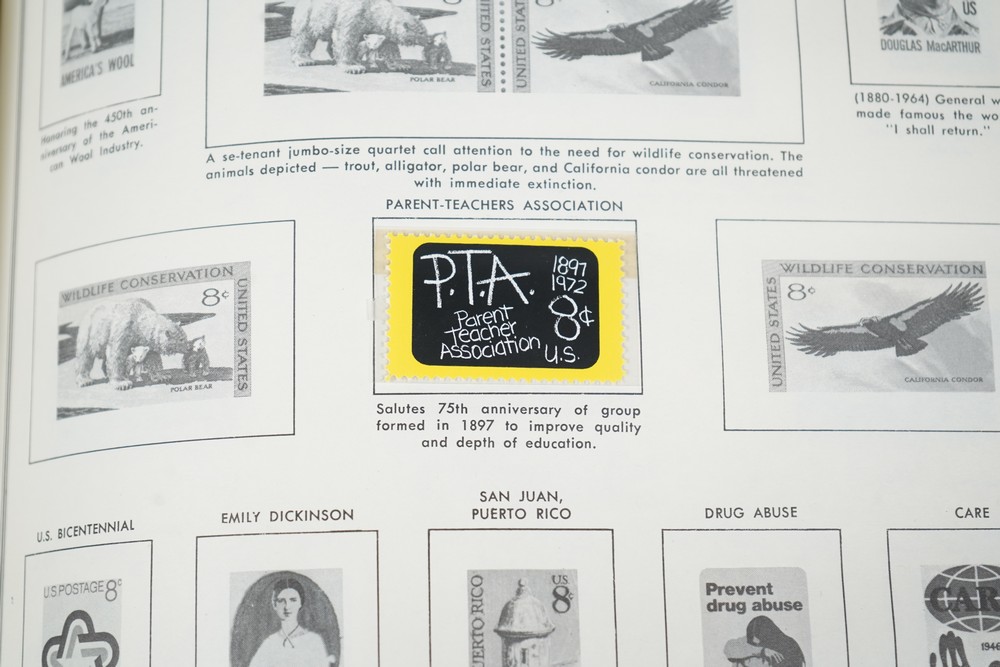 AMERICA'S WOOL
Honoring the 450th an-
niversary of the Ameri-
can Wool Industry.
POLAR BEAR
UNITED STATES
UNITED STATES
CALIFORNIA CONDOR
US
DOUGLAS MacARTHUR
(1880-1964) General w
made famous the wo
"I shall return."
A se-tenant jumbo-size quartet call attention to the need for wildlife conservation. The
animals depicted — trout, alligator, polar bear, and California condor are all threatened
with immediate extinction.
PARENT-TEACHERS ASSOCIATION
WILDLIFE CONSERVATION
8¢
UNITED STATES
POLAR BEAR
P.T.A.
1897
1972
Parent
Teacher
Association
8¢
U.S.
WILDLIFE CONSERVATION
8¢
UNITED STATES
CALIFORNIA CONDOR
Salutes 75th anniversary of group
formed in 1897 to improve quality
and depth of education.
U.S. BICENTENNIAL
EMILY DICKINSON
SAN JUAN,
PUERTO RICO
DRUG ABUSE
CARE
U.S.POSTAGE 8¢
UERTO RICO
US
8¢
Prevent
drug abuse
CAR
194